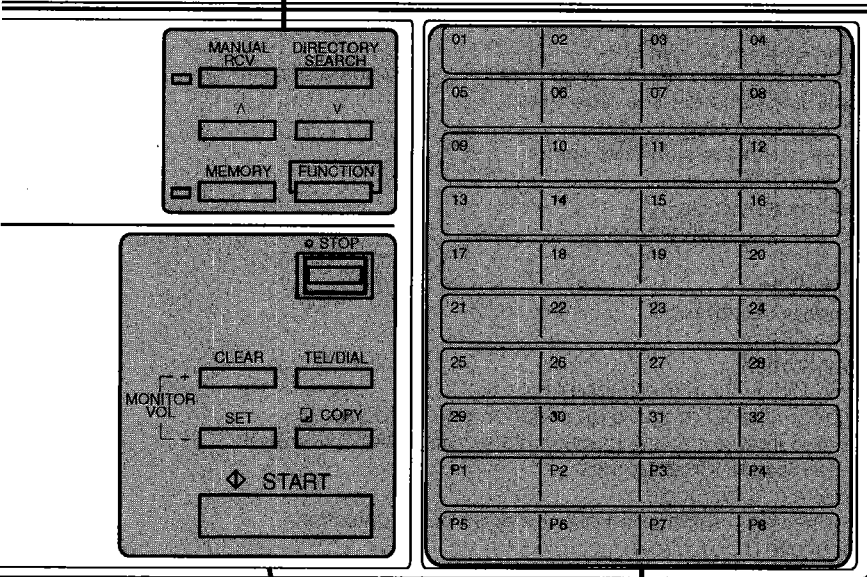 MANUAL RCV
DIRECTORY SEARCH
Λ V
MEMORY FUNCTION
STOP
CLEAR TEL/DIAL
+
MONITOR VOL
-
SET COPY
START
01 02 03 04
05 06 07 08
09 10 11 12
13 14 15 16
17 18 19 20
21 22 23 24
25 26 27 28
29 30 31 32
P1 P2 P3 P4
P5 P6 P7 P8